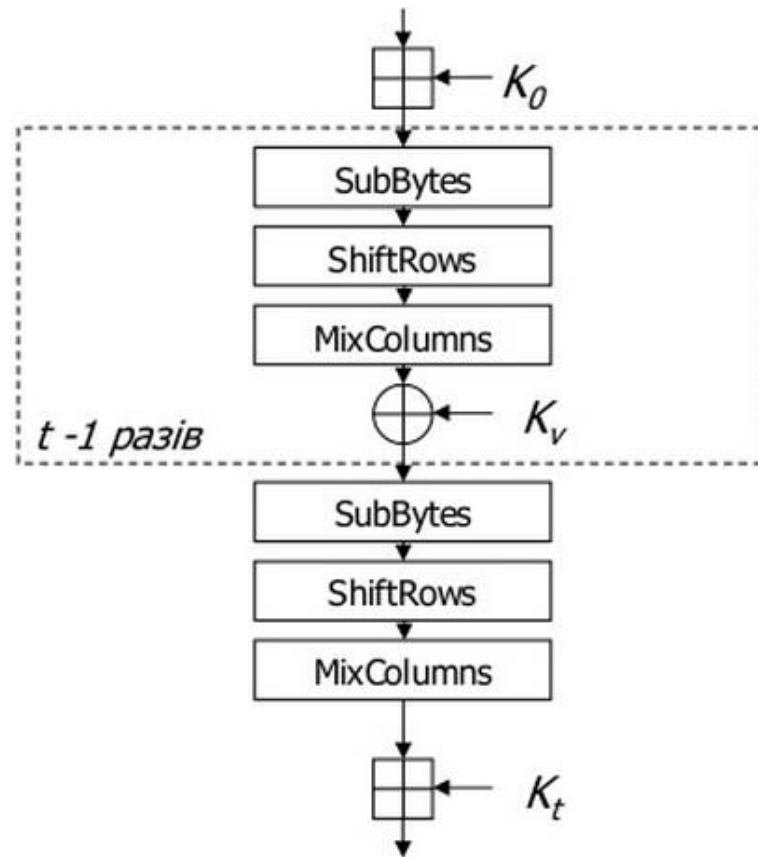 K₀
SubBytes
ShiftRows
MixColumns
Kᵥ
t -1 разів
SubBytes
ShiftRows
MixColumns
Kₜ